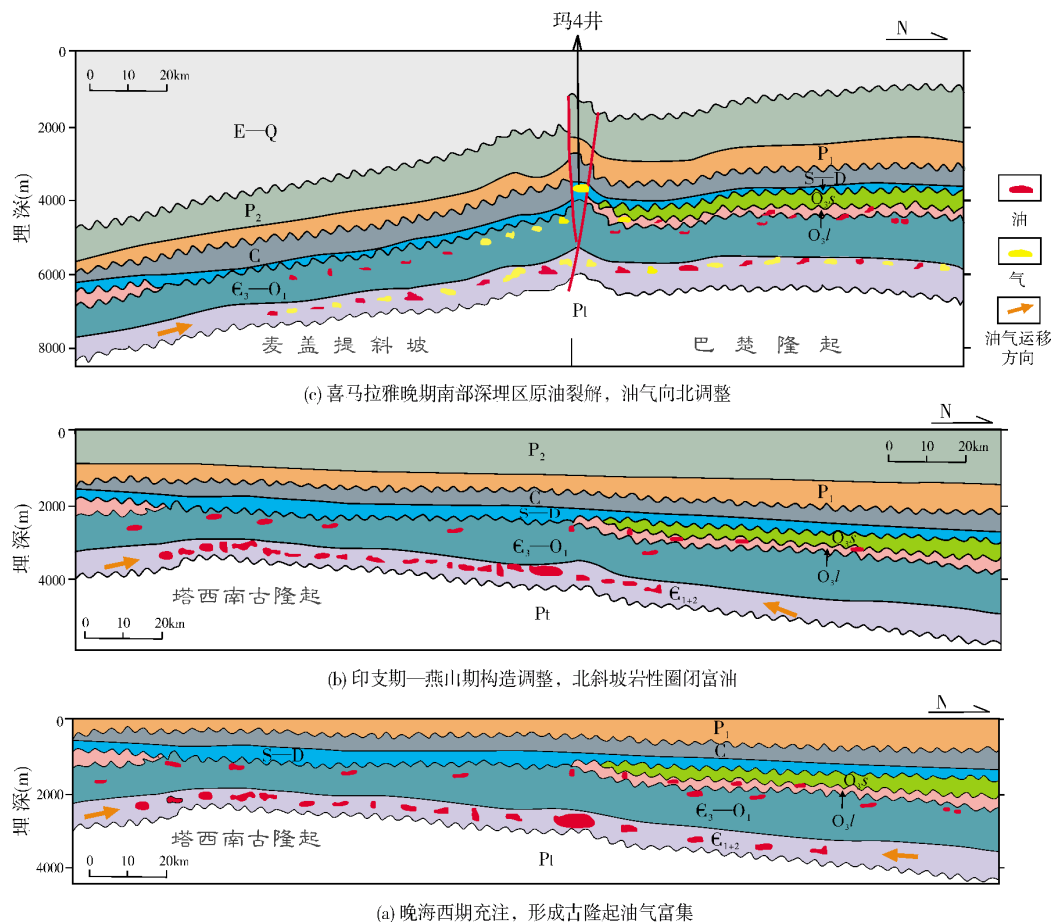 玛4井
N
0
2000
4000
6000
8000
埋深(m)
0 10 20km
E—Q
P₂
P₁
S—D
O₃s
O₃l
C
Є₃—O₁
Pt
麦盖提斜坡
巴楚隆起
油
气
油气运移
方向
(c) 喜马拉雅晚期南部深埋区原油裂解，油气向北调整
N
0
2000
4000
埋深(m)
0 10 20km
P₂
P₁
C
S—D
O₃s
Є₃—O₁
O₃l
塔西南古隆起
Є₁₊₂
Pt
0 10 20km
(b) 印支期—燕山期构造调整，北斜坡岩性圈闭富油
N
0
2000
4000
埋深(m)
P₁
C
S—D
O₃s
Є₃—O₁
O₃l
塔西南古隆起
Є₁₊₂
Pt
0 10 20km
(a) 晚海西期充注，形成古隆起油气富集